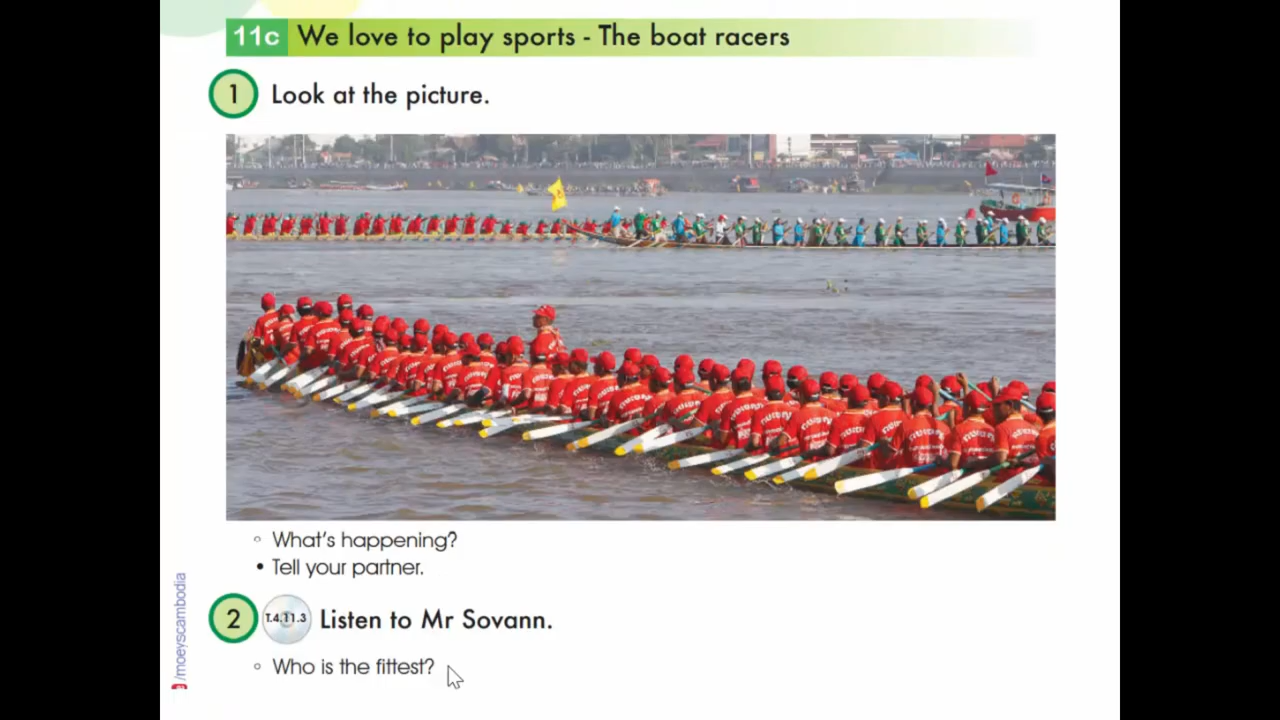 11c We love to play sports - The boat racers
1 Look at the picture.
◦ What's happening?
• Tell your partner.
2 T.4.11.3 Listen to Mr Sovann.
◦ Who is the fittest?
/moeyscambodia